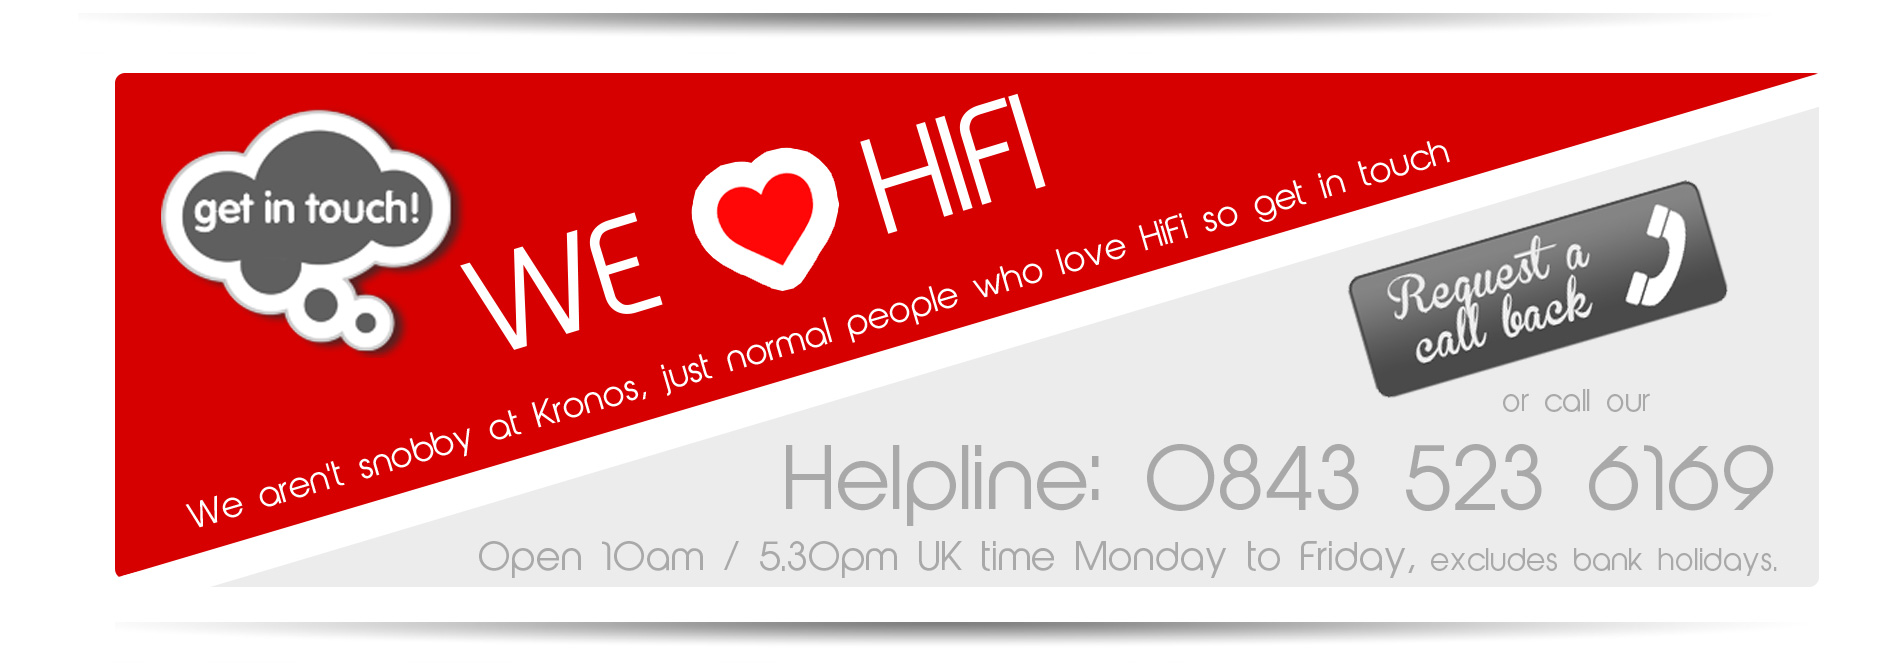 get in touch!
WE HIFI
We aren't snobby at Kronos, just normal people who love HiFi so get in touch
Request a
call back
or call our
Helpline: 0843 523 6169
Open 10am / 5.30pm UK time Monday to Friday, excludes bank holidays.